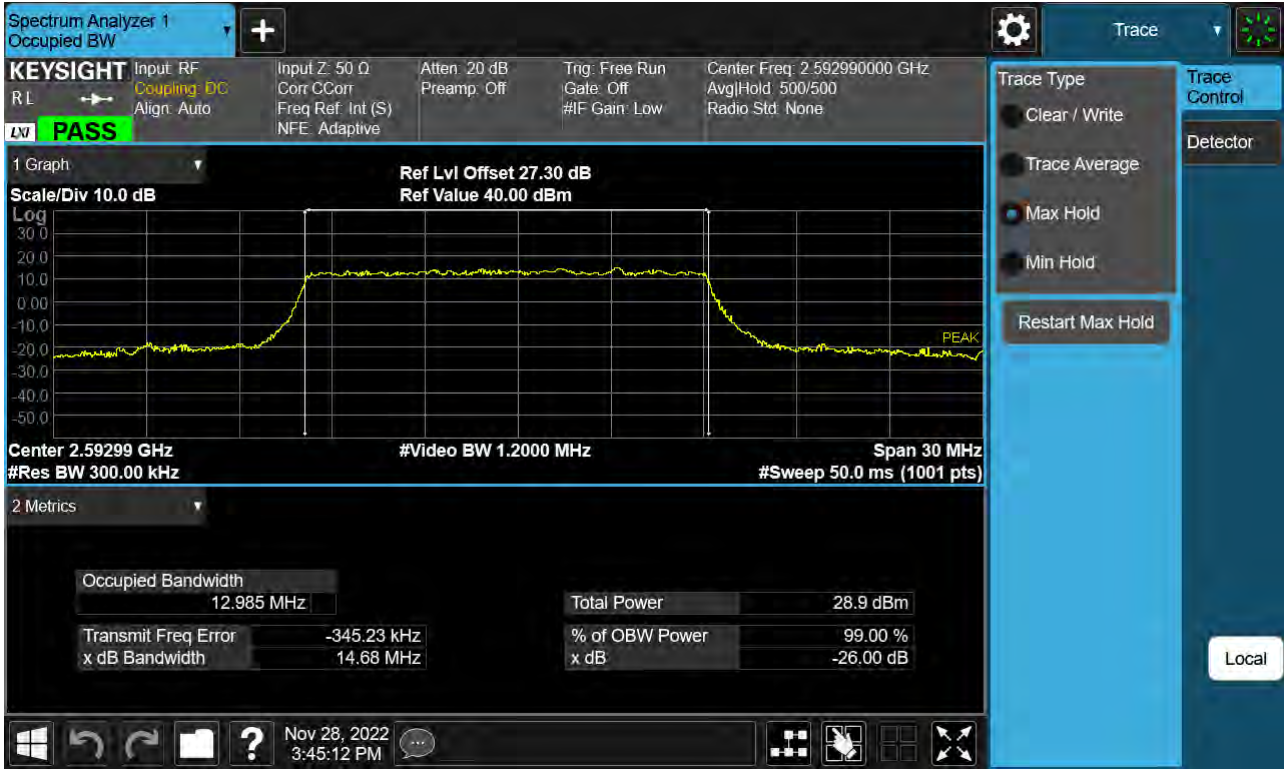 Spectrum Analyzer 1
Occupied BW
Trace
KEYSIGHT
R L
LXI PASS
Input: RF
Coupling: DC
Align: Auto
Input Z: 50 Ω
Corr CCorr
Freq Ref: Int (S)
NFE: Adaptive
Atten: 20 dB
Preamp: Off
Trig: Free Run
Gate: Off
#IF Gain: Low
Center Freq: 2.592990000 GHz
Avg|Hold: 500/500
Radio Std: None
1 Graph
Scale/Div 10.0 dB
Ref Lvl Offset 27.30 dB
Ref Value 40.00 dBm
Log
30.0
20.0
10.0
0.00
-10.0
-20.0
-30.0
-40.0
-50.0
PEAK
Center 2.59299 GHz
#Video BW 1.2000 MHz
Span 30 MHz
#Res BW 300.00 kHz
#Sweep 50.0 ms (1001 pts)
2 Metrics
Occupied Bandwidth
12.985 MHz
Total Power 28.9 dBm
Transmit Freq Error -345.23 kHz
% of OBW Power 99.00 %
x dB Bandwidth 14.68 MHz
x dB -26.00 dB
Trace Type
Clear / Write
Trace Average
Max Hold
Min Hold
Restart Max Hold
Trace
Control
Detector
Local
?
Nov 28, 2022
3:45:12 PM